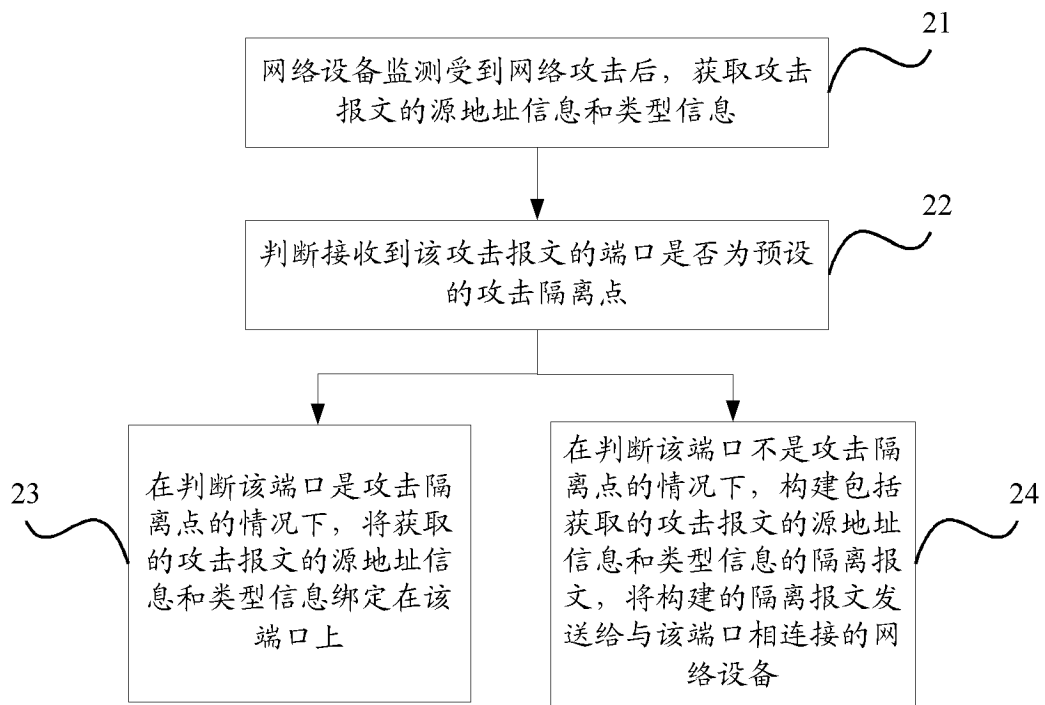 21
网络设备监测受到网络攻击后，获取攻击
报文的源地址信息和类型信息
22
判断接收到该攻击报文的端口是否为预设
的攻击隔离点
23
在判断该端口是攻击隔
离点的情况下，将获取
的攻击报文的源地址信
息和类型信息绑定在该
端口上
24
在判断该端口不是攻击隔
离点的情况下，构建包括
获取的攻击报文的源地址
信息和类型信息的隔离报
文，将构建的隔离报文发
送给与该端口相连接的网
络设备